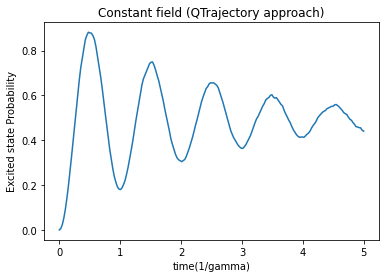 Constant field (QTrajectory approach)
Excited state Probability
0.8
0.6
0.4
0.2
0.0
0 1 2 3 4 5
time(1/gamma)